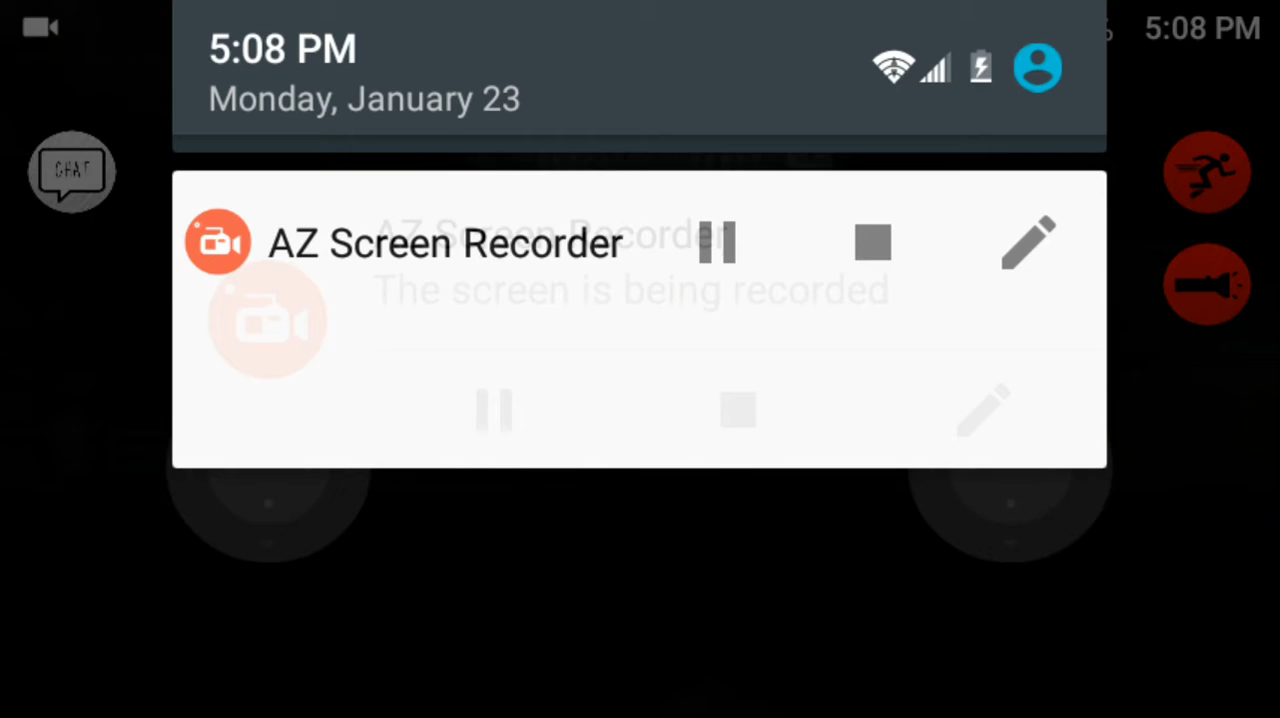 5:08 PM
5:08 PM
Monday, January 23
CHAT
AZ Screen Recorder
AZ Screen Recorder
The screen is being recorded